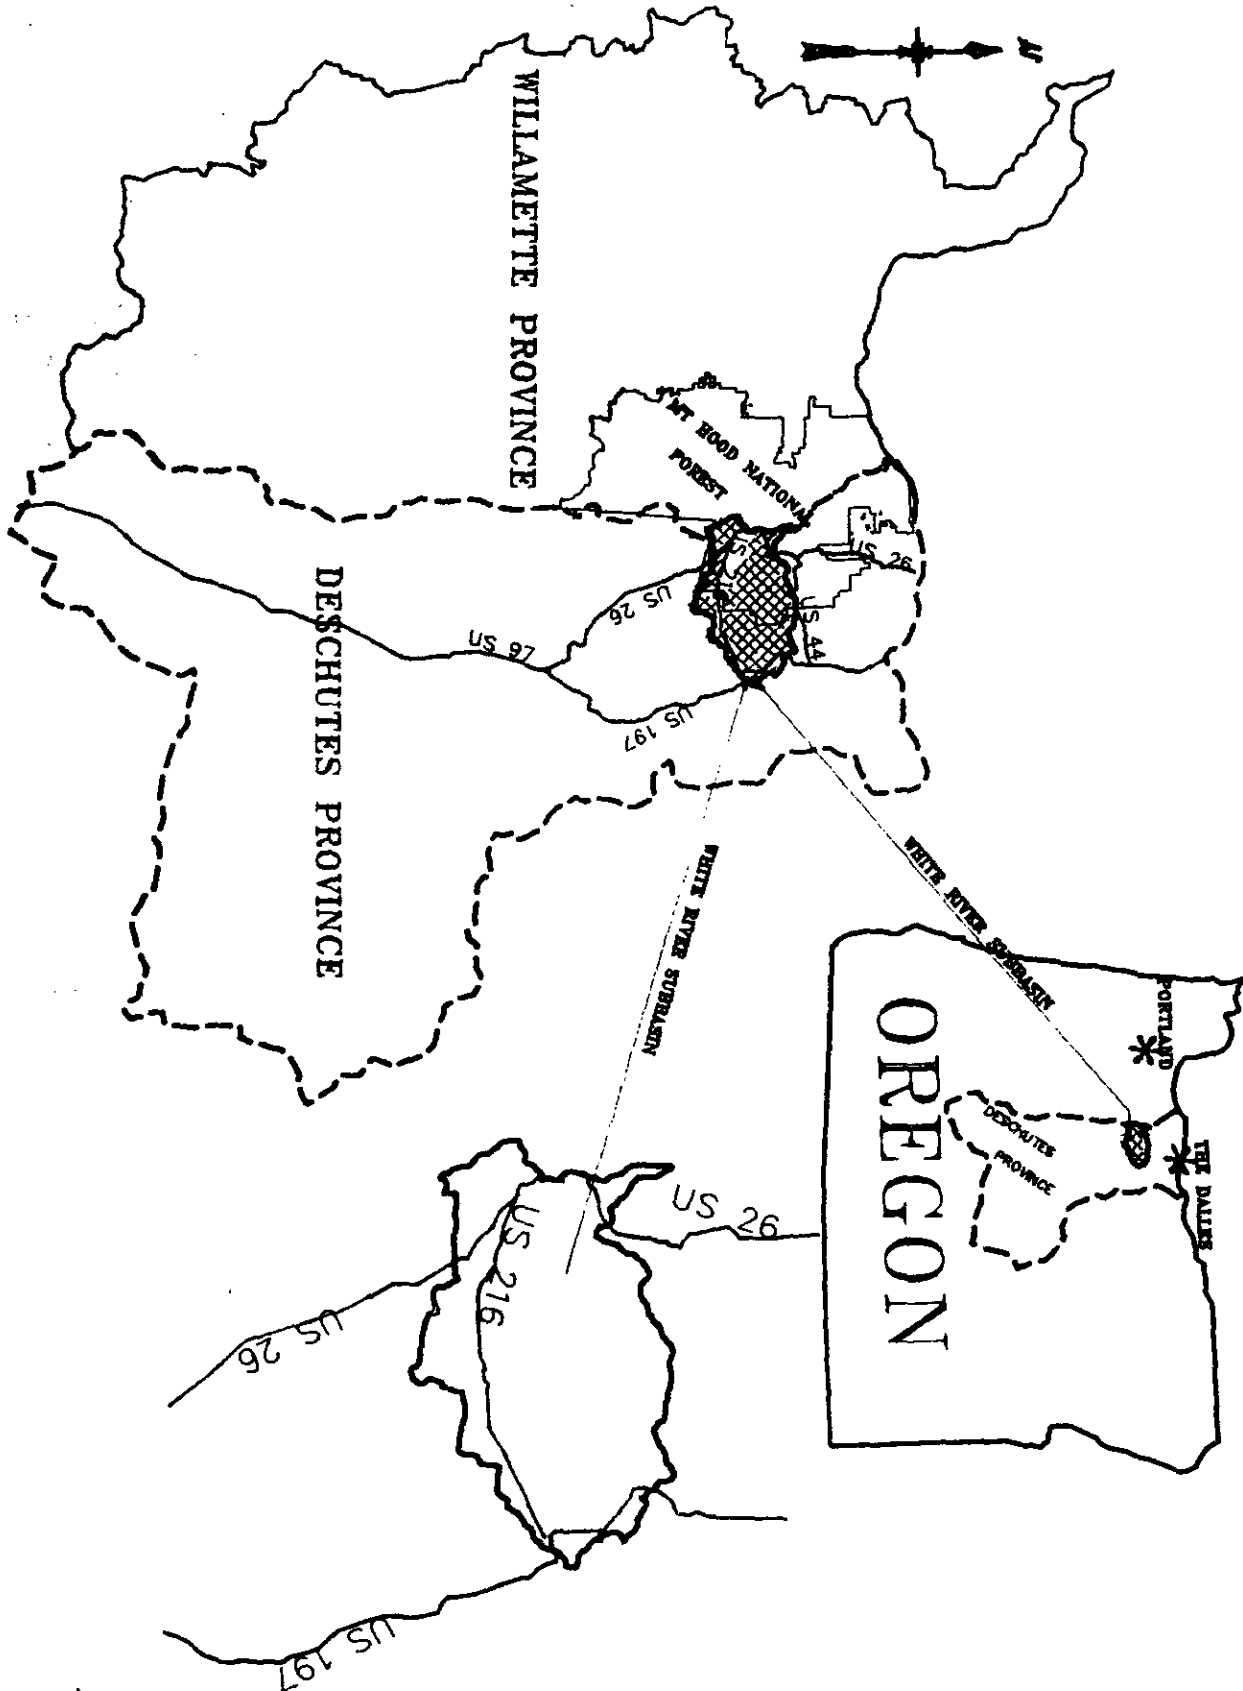 N
WILLAMETTE PROVINCE
MT HOOD NATIONAL
FOREST
US 26
US 44
US 216
US 26
US 97
US 197
DESCHUTES PROVINCE
WHITE RIVER SUBBASIN
WHITE RIVER SUBBASIN
PORTLAND
THE DALLES
OREGON
DESCHUTES
PROVINCE
US 26
US 216
US 26
US 197